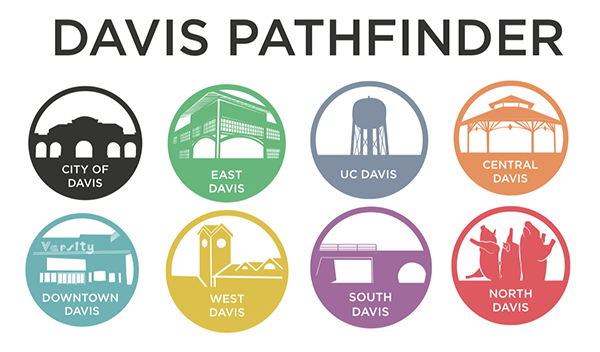 DAVIS PATHFINDER
CITY OF
DAVIS
EAST
DAVIS
UC DAVIS
CENTRAL
DAVIS
Varsity
DOWNTOWN
DAVIS
WEST
DAVIS
SOUTH
DAVIS
NORTH
DAVIS